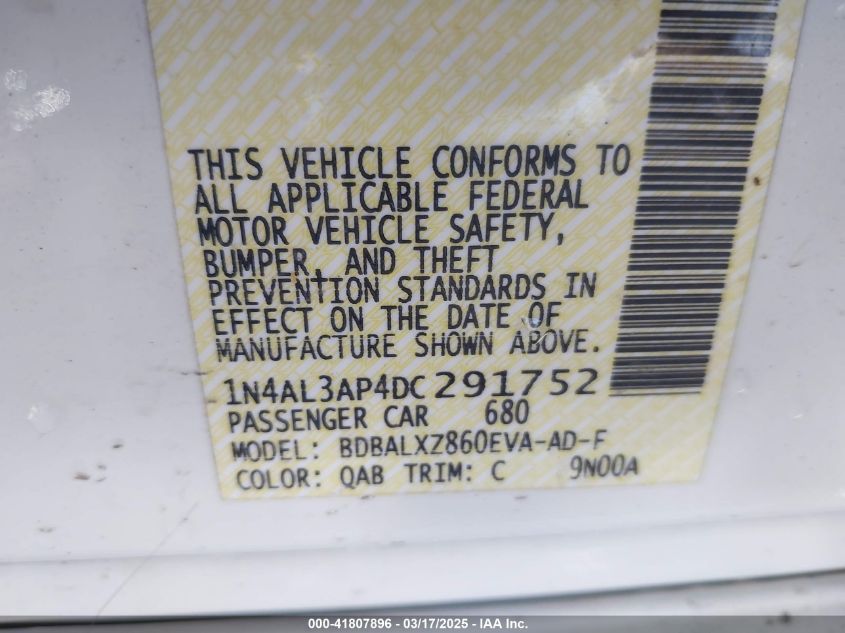 THIS VEHICLE CONFORMS TO
ALL APPLICABLE FEDERAL
MOTOR VEHICLE SAFETY,
BUMPER, AND THEFT
PREVENTION STANDARDS IN
EFFECT ON THE DATE OF
MANUFACTURE SHOWN ABOVE.
1N4AL3AP4DC291752
PASSENGER CAR 680
MODEL: BDBALXZ860EVA-AD-F
COLOR: QAB TRIM: C 9N00A
000-41807896 - 03/17/2025 - IAA Inc.